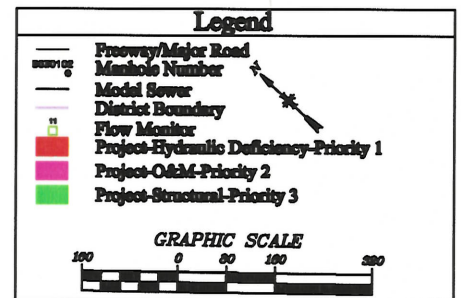 Legend
Freeway/Major Road
Manhole Number
N
Model Sewer
District Boundary
11
Flow Monitor
Project-Hydraulic Deficiency-Priority 1
Project-O&M-Priority 2
Project-Structural-Priority 3
GRAPHIC SCALE
160 0 80 160 320